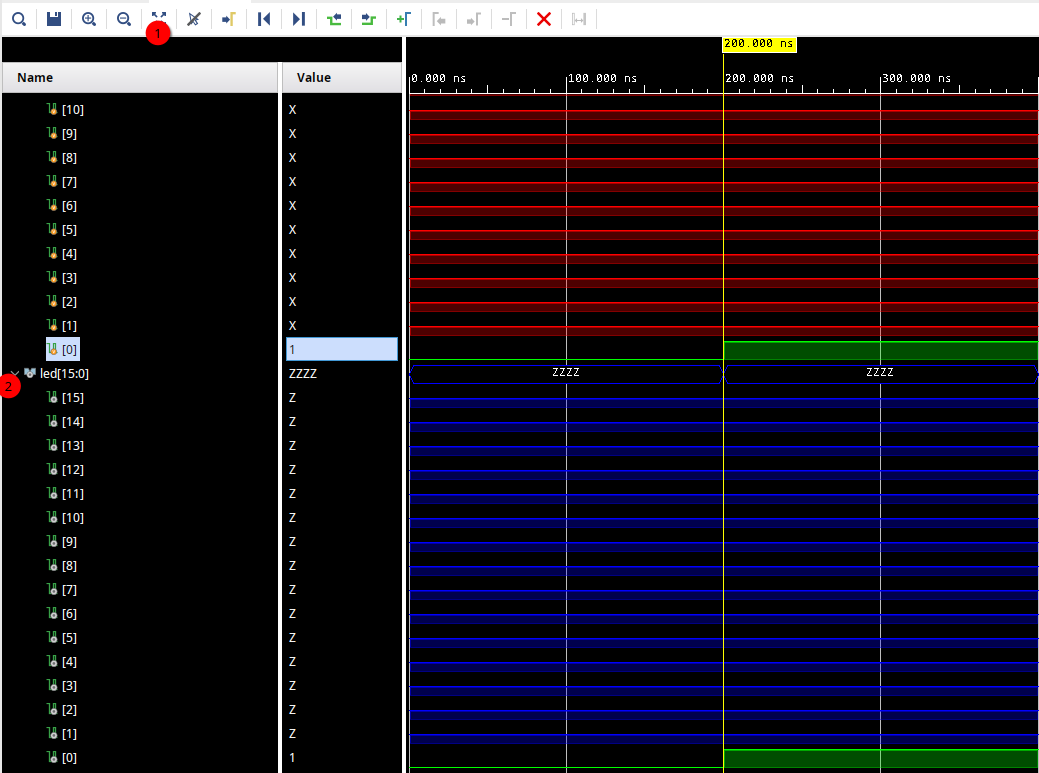 1
200.000 ns
Name Value 0.000 ns 100.000 ns 200.000 ns 300.000 ns
[10] X
[9] X
[8] X
[7] X
[6] X
[5] X
[4] X
[3] X
[2] X
[1] X
[0] 1
led[15:0] ZZZZ ZZZZ ZZZZ
2
[15] Z
[14] Z
[13] Z
[12] Z
[11] Z
[10] Z
[9] Z
[8] Z
[7] Z
[6] Z
[5] Z
[4] Z
[3] Z
[2] Z
[1] Z
[0] 1